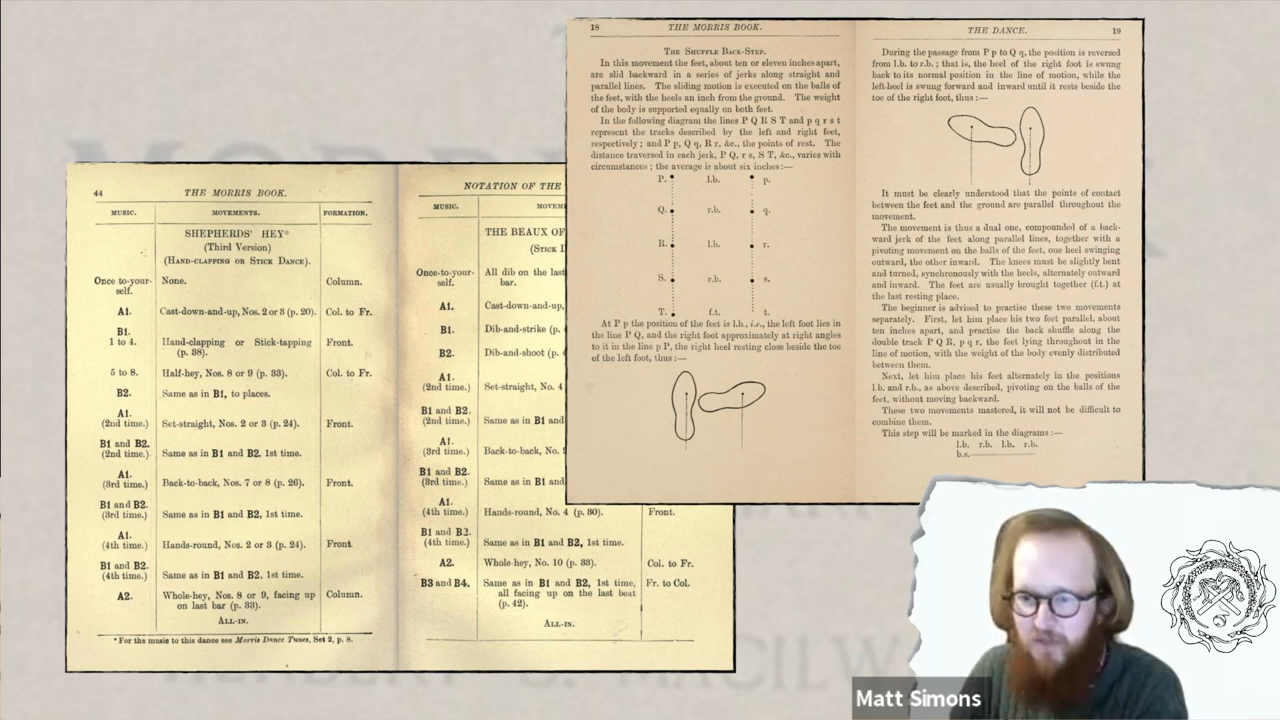 44 THE MORRIS BOOK.
MUSIC. MOVEMENTS. FORMATION.
SHEPHERDS' HEY*
(Third Version)
(HAND-CLAPPING OR STICK DANCE).
Once to your-self. None. Column.
A1. Cast-down-and-up, Nos. 2 or 3 (p. 20). Col. to Fr.
B1.
1 to 4. Hand-clapping or Stick-tapping Front.
(p. 38).
5 to 8. Half-hey, Nos. 8 or 9 (p. 33). Col. to Fr.
B2. Same as in B1, to places.
A1.
(2nd time.) Set-straight, Nos. 2 or 3 (p. 24). Front.
B1 and B2.
(2nd time.) Same as in B1 and B2, 1st time.
A1.
(3rd time.) Back-to-back, Nos. 7 or 8 (p. 26). Front.
B1 and B2.
(3rd time.) Same as in B1 and B2, 1st time.
A1.
(4th time.) Hands-round, Nos. 2 or 3 (p. 24). Front
B1 and B2.
(4th time.) Same as in B1 and B2, 1st time.
A2. Whole-hey, Nos. 8 or 9, facing up Column.
on last bar (p. 33).
ALL-IN.
*For the music to this dance see Morris Dance Tunes, Set 2, p. 8.
NOTATION OF THE
MUSIC. MOVEM
THE BEAUX OF
(STICK D
Once-to-your-self. All dib on the last
bar.
A1. Cast-down-and-up,
B1. Dib-and-strike (p.
B2. Dib-and-shoot (p.
A1.
(2nd time.) Set-straight, No. 4
B1 and B2.
(2nd time.) Same as in B1 and
A1.
(3rd time.) Back-to-back, No.
B1 and B2.
(3rd time.) Same as in B1 and
A1.
(4th time.) Hands-round, No. 4 (p. 30). Front.
B1 and B2.
(4th time.) Same as in B1 and B2, 1st time.
A2. Whole-hey, No. 10 (p. 33). Col. to Fr.
B3 and B4. Same as in B1 and B2, 1st time, Fr. to Col.
all facing up on the last beat
(p. 42).
ALL-IN.
18 THE MORRIS BOOK.
THE SHUFFLE BACK-STEP.
In this movement the feet, about ten or eleven inches apart,
are slid backward in a series of jerks along straight and
parallel lines. The sliding motion is executed on the balls of
the feet, with the heels an inch from the ground. The weight
of the body is supported equally on both feet.
In the following diagram the lines P Q R S T and p q r s t
represent the tracks described by the left and right feet,
respectively; and P p, Q q, R r, &c., the points of rest. The
distance traversed in each jerk, P Q, r s, S T, &c., varies with
circumstances; the average is about six inches:—
P. l.b. p.
Q. r.b. q.
R. l.b. r.
S. r.b. s.
T. f.t. t.
At P p the position of the feet is l.b., i.e., the left foot lies in
the line P Q, and the right foot approximately at right angles
to it in the line p P, the right heel resting close beside the toe
of the left foot, thus:—
THE DANCE. 19
During the passage from P p to Q q, the position is reversed
from l.b. to r.b.; that is, the heel of the right foot is swung
back to its normal position in the line of motion, while the
left-heel is swung forward and inward until it rests beside the
toe of the right foot, thus:—
It must be clearly understood that the points of contact
between the feet and the ground are parallel throughout the
movement.
The movement is thus a dual one, compounded of a back-
ward jerk of the feet along parallel lines, together with a
pivoting movement on the balls of the feet, one heel swinging
outward, the other inward. The knees must be slightly bent
and turned, synchronously with the heels, alternately outward
and inward. The feet are usually brought together (f.t.) at
the last resting place.
The beginner is advised to practise these two movements
separately. First, let him place his two feet parallel, about
ten inches apart, and practise the back shuffle along the
double track P Q R, p q r, the feet lying throughout in the
line of motion, with the weight of the body evenly distributed
between them.
Next, let him place his feet alternately in the positions
l.b. and r.b., as above described, pivoting on the balls of the
feet, without moving backward.
These two movements mastered, it will not be difficult to
combine them.
This step will be marked in the diagrams:—
l.b. r.b. l.b. r.b.
b.s.
Matt Simons